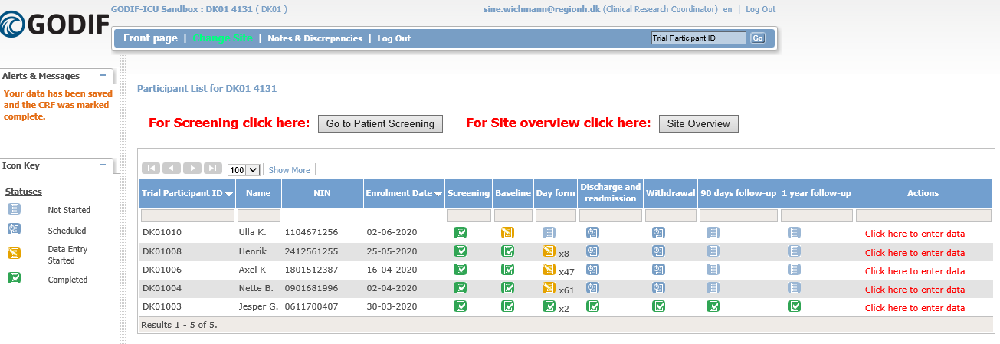 GODIF
GODIF-ICU Sandbox : DK01 4131 ( DK01 )
sine.wichmann@regionh.dk (Clinical Research Coordinator) en | Log Out
Front page | Change Site | Notes & Discrepancies | Log Out
Trial Participant ID Go
Alerts & Messages
Your data has been saved
and the CRF was marked
complete.
Icon Key
Statuses
Not Started
Scheduled
Data Entry
Started
Completed
Participant List for DK01 4131
For Screening click here: Go to Patient Screening For Site overview click here: Site Overview
100 Show More
Trial Participant ID Name NIN Enrolment Date Screening Baseline Day form Discharge and readmission Withdrawal 90 days follow-up 1 year follow-up Actions
DK01010 Ulla K. 1104671256 02-06-2020 Click here to enter data
DK01008 Henrik 2412561255 25-05-2020 x8 Click here to enter data
DK01006 Axel K 1801512387 16-04-2020 x47 Click here to enter data
DK01004 Nette B. 0901681996 02-04-2020 x61 Click here to enter data
DK01003 Jesper G. 0611700407 30-03-2020 x2 Click here to enter data
Results 1 - 5 of 5.